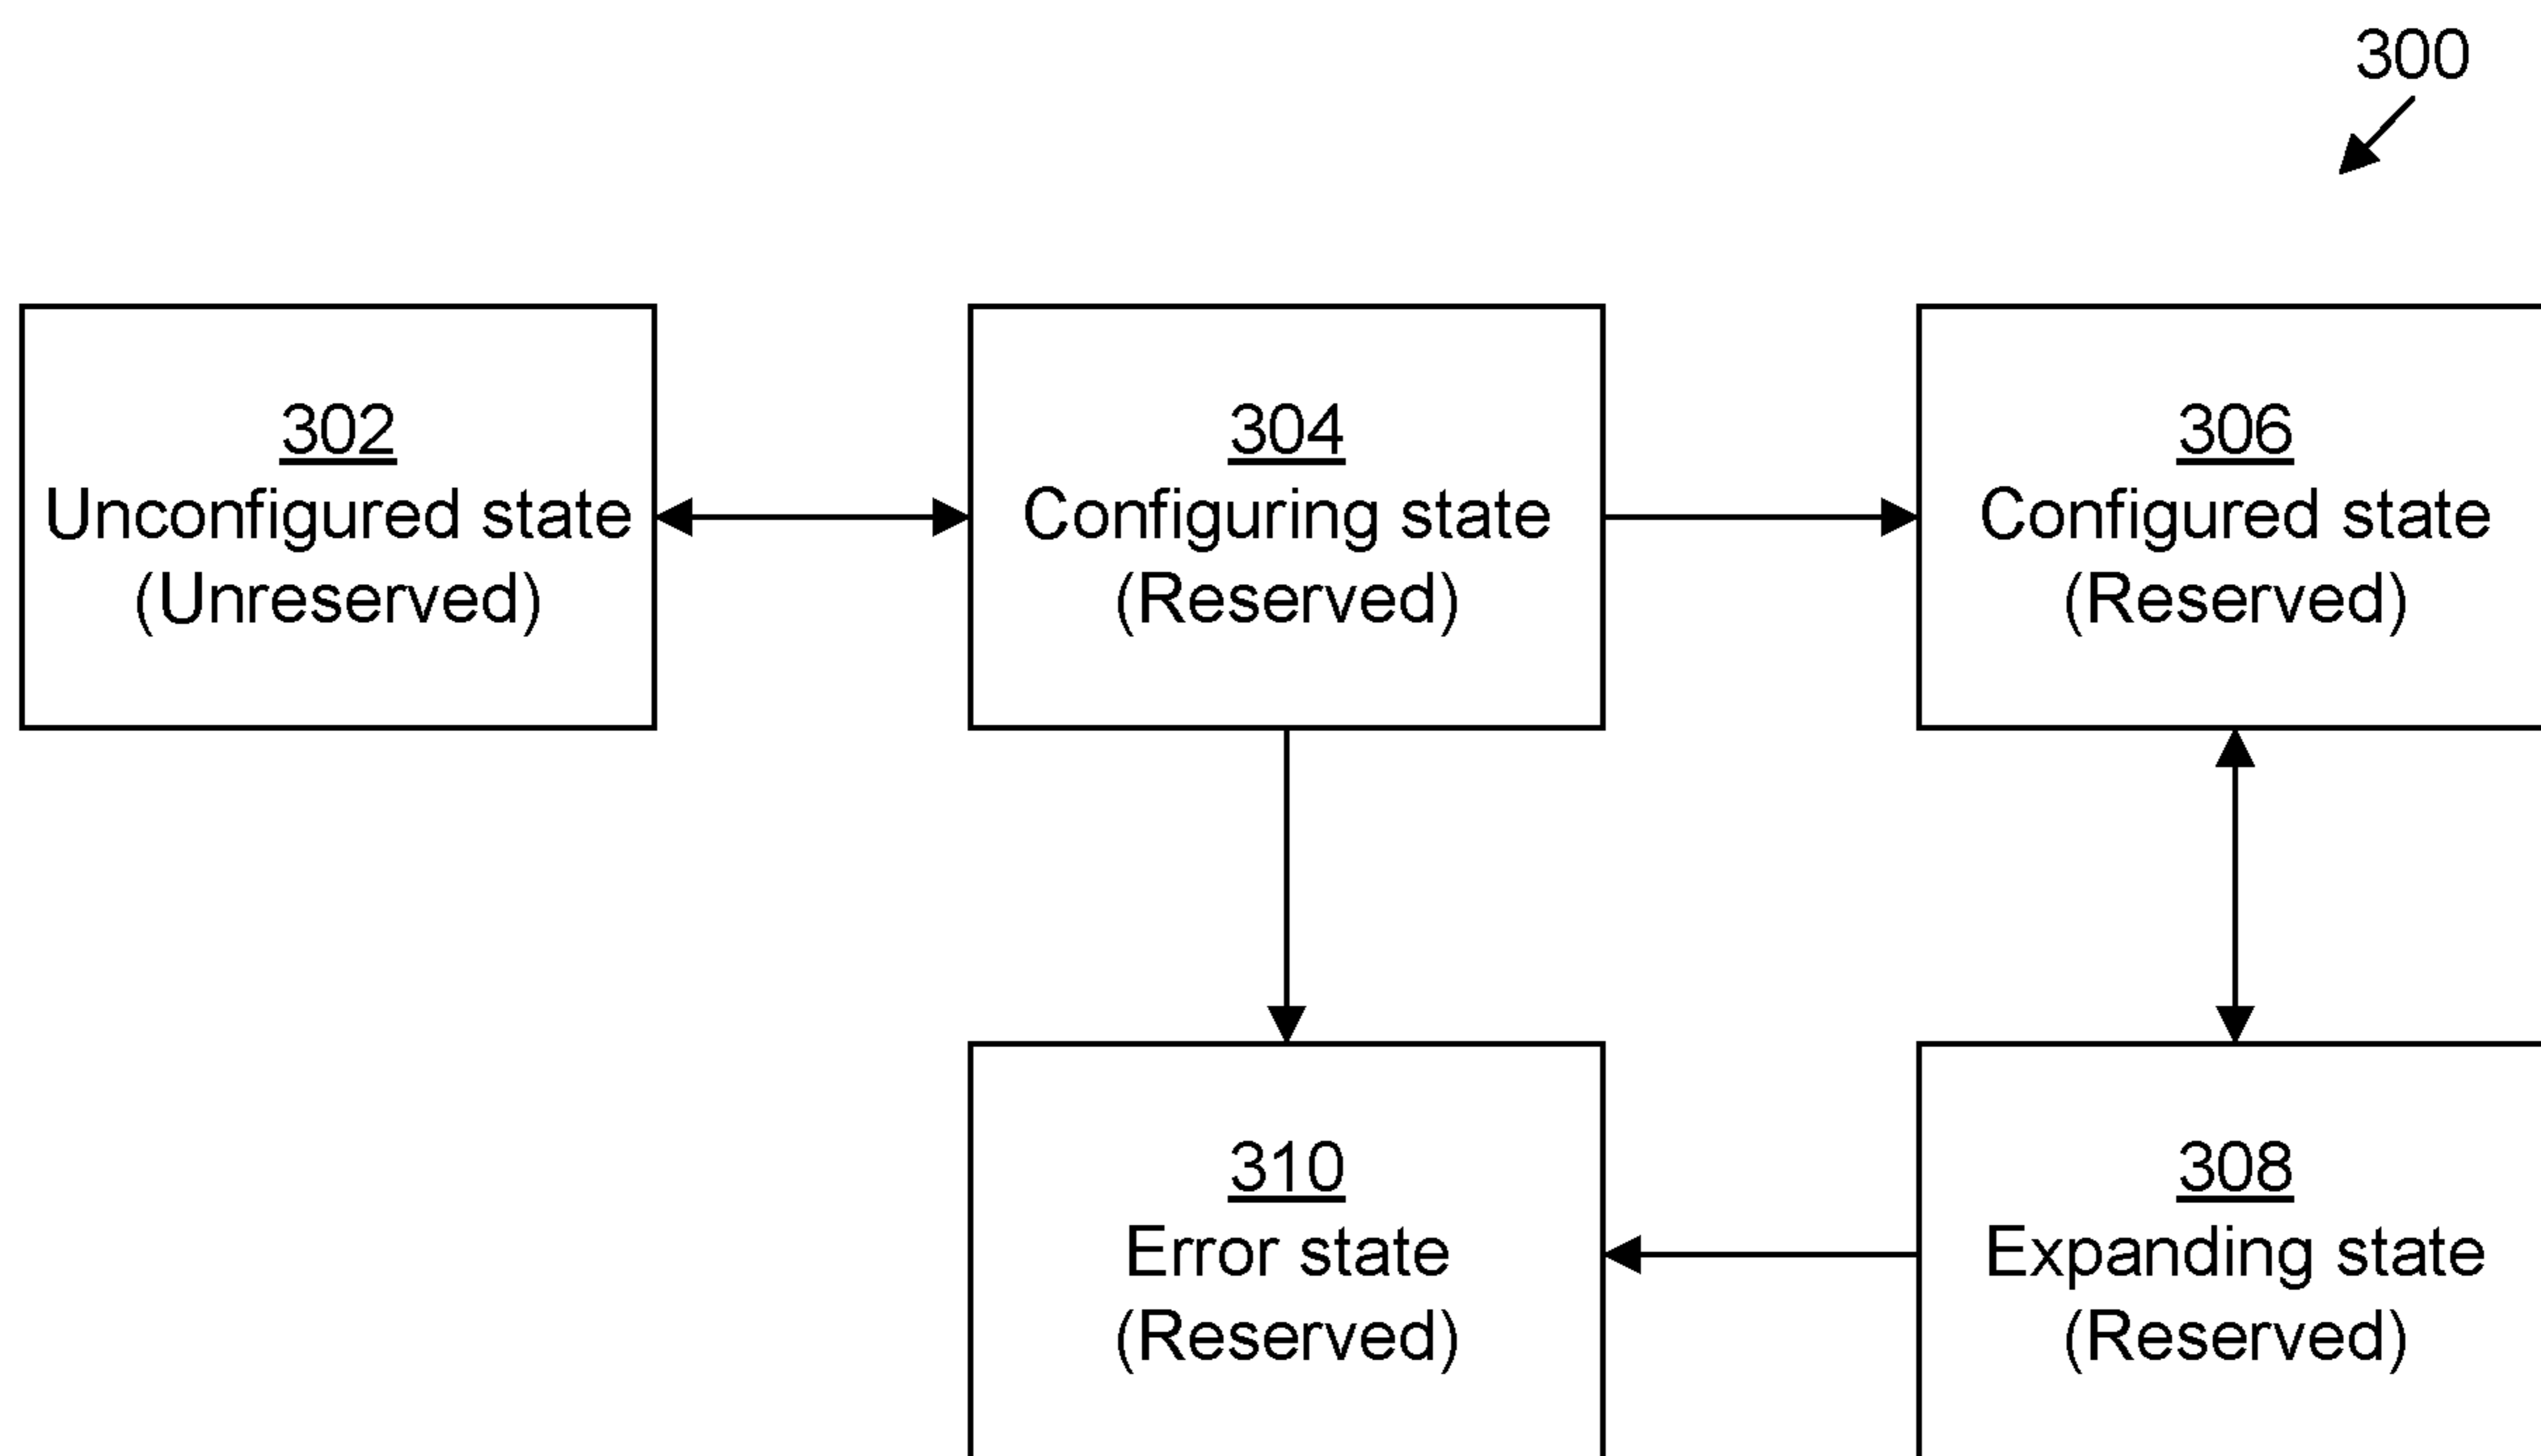 300
302
Unconfigured state
(Unreserved)
304
Configuring state
(Reserved)
306
Configured state
(Reserved)
310
Error state
(Reserved)
308
Expanding state
(Reserved)